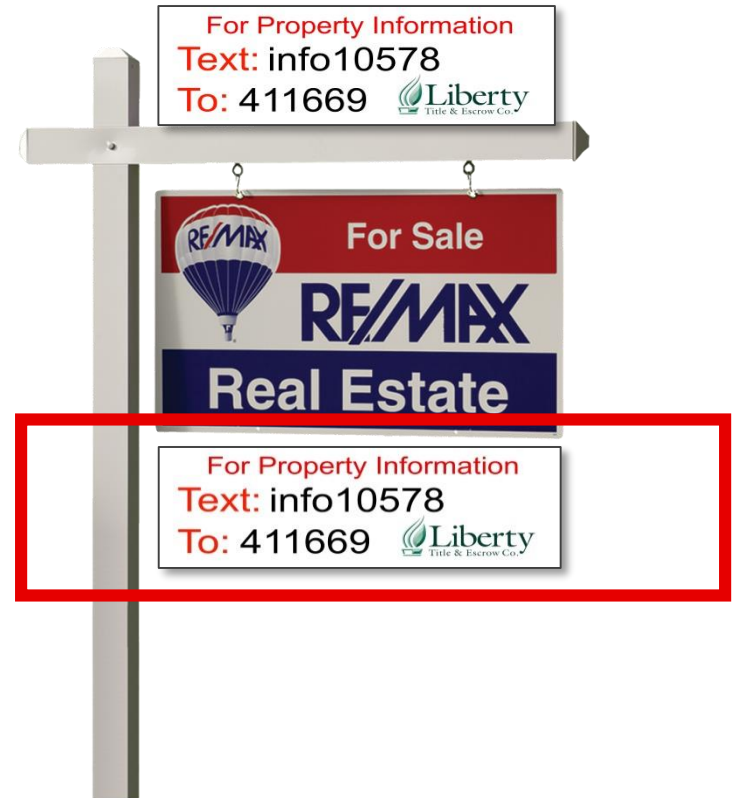 For Property Information
Text: info10578
To: 411669
Liberty
Title & Escrow Co.
RE/MAX
For Sale
RE/MAX
Real Estate
For Property Information
Text: info10578
To: 411669
Liberty
Title & Escrow Co.